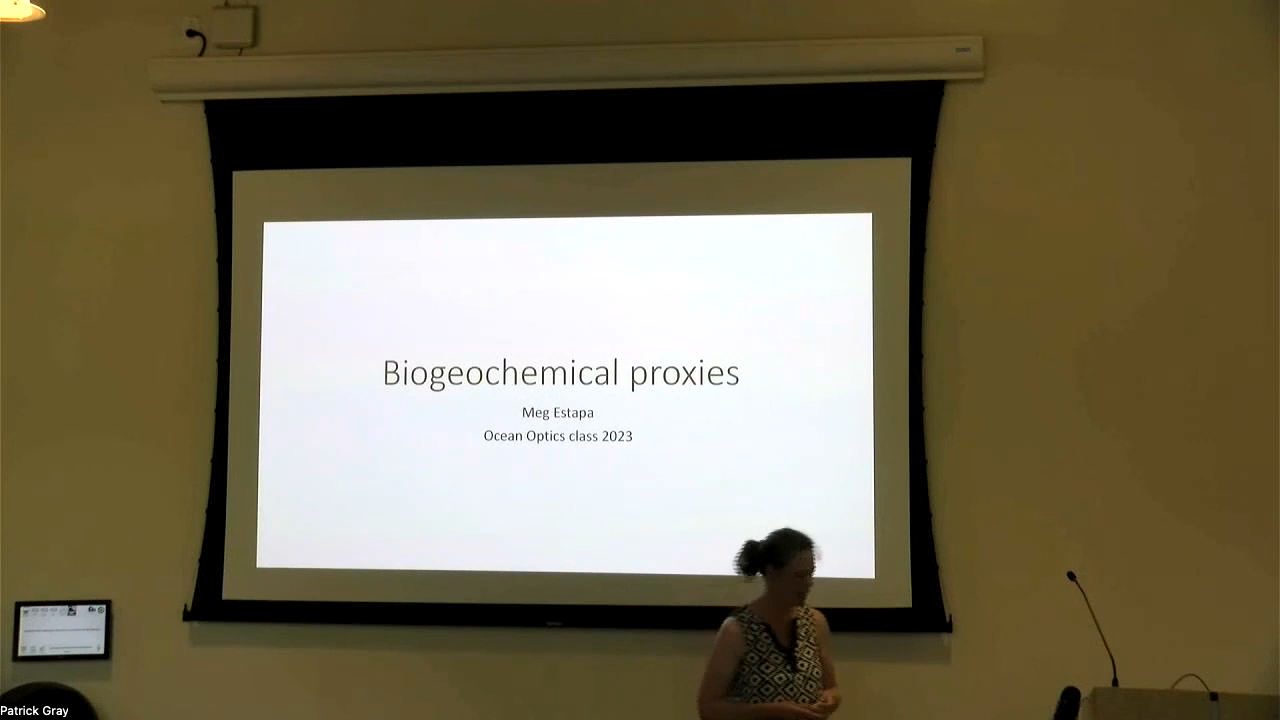 Biogeochemical proxies
Meg Estapa
Ocean Optics class 2023
Patrick Gray